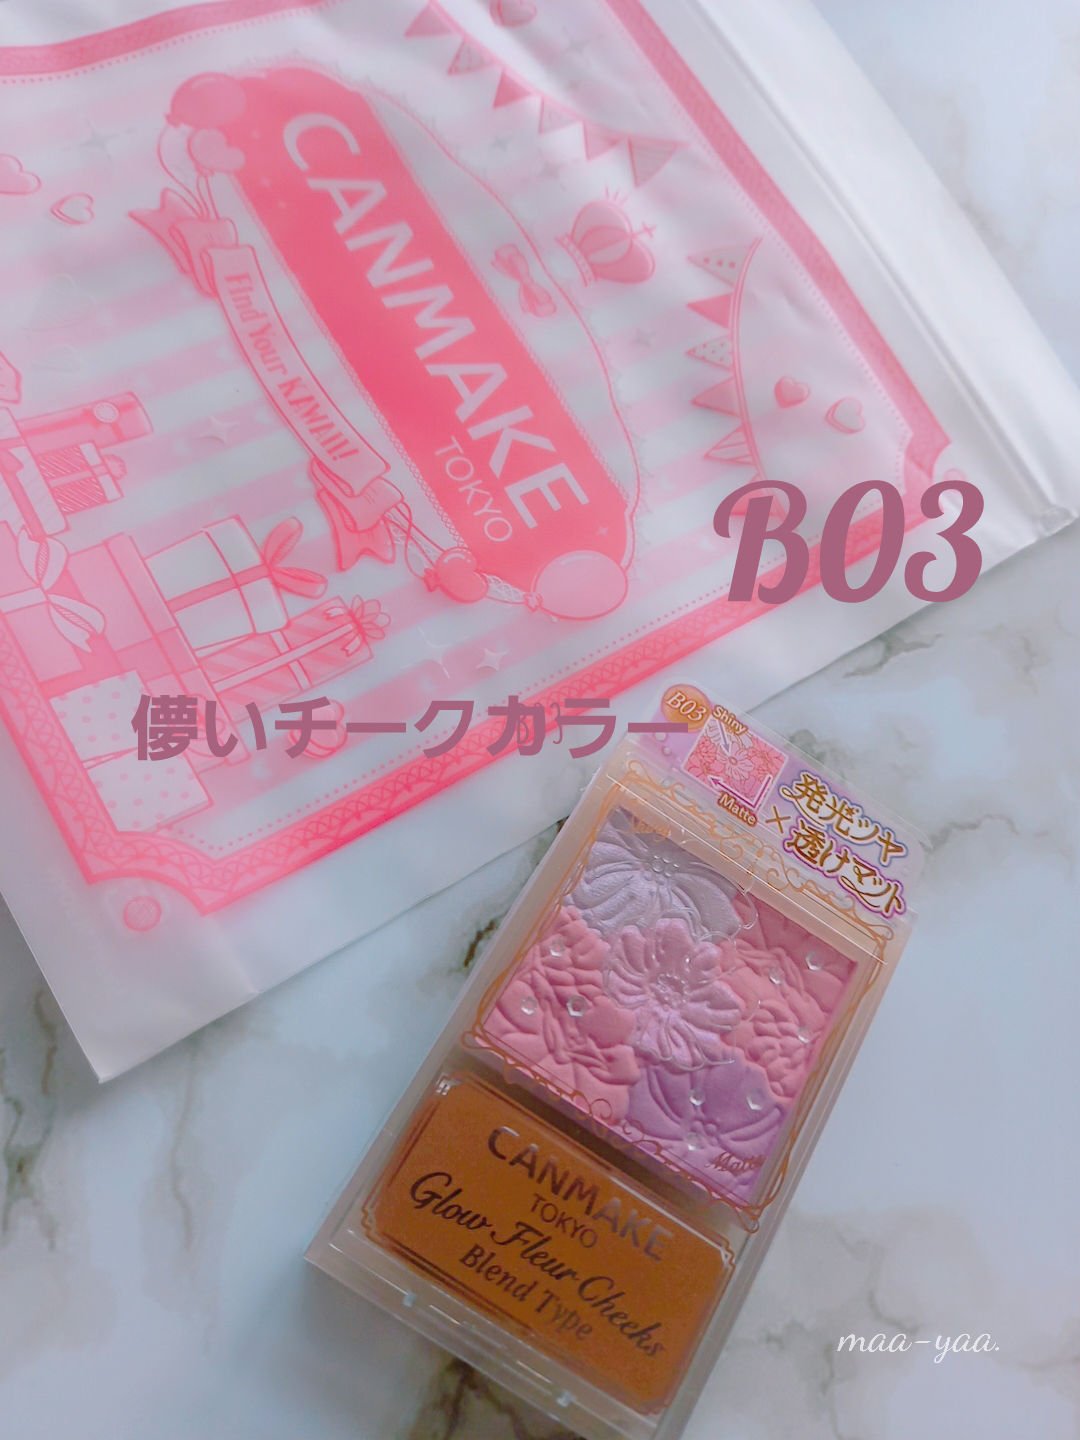 CANMAKE
TOKYO
Find Your KAWAII!
B03
儚いチークカラー
B03
Shiny
Matte
発光ツヤ
×透けマット
Matte
CANMAKE
TOKYO
Glow Fleur Cheeks
Blend Type
maa-yaa.